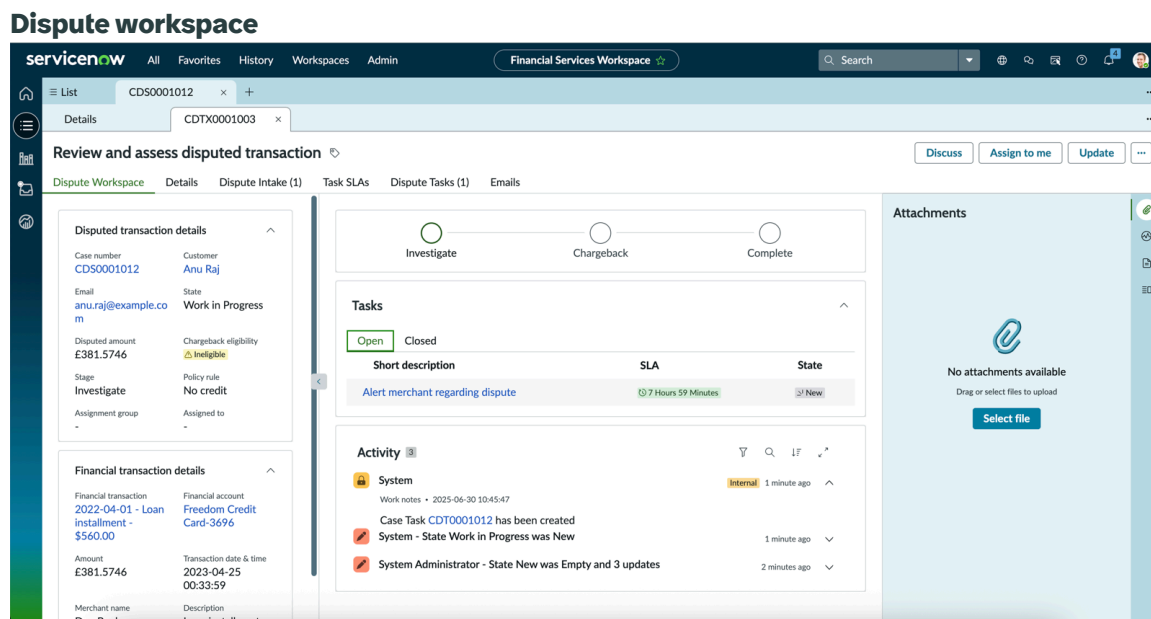 Dispute workspace
servicenow All Favorites History Workspaces Admin Financial Services Workspace Search 4
List CDS0001012 × +
Details CDTX0001003 ×
Review and assess disputed transaction Discuss Assign to me Update
Dispute Workspace Details Dispute Intake (1) Task SLAs Dispute Tasks (1) Emails
Disputed transaction details
Case number Customer
CDS0001012 Anu Raj
Email State
anu.raj@example.co Work in Progress
m
Disputed amount Chargeback eligibility
£381.5746 Ineligible
Stage Policy rule
Investigate No credit
Assignment group Assigned to
- -
Financial transaction details
Financial transaction Financial account
2022-04-01 - Loan Freedom Credit
installment - Card-3696
$560.00
Amount Transaction date & time
£381.5746 2023-04-25
00:33:59
Merchant name Description
Investigate Chargeback Complete
Tasks
Open Closed
Short description SLA State
Alert merchant regarding dispute 7 Hours 59 Minutes New
Activity 3
System Internal 1 minute ago
Work notes • 2025-06-30 10:45:47
Case Task CDT0001012 has been created
System - State Work in Progress was New 1 minute ago
System Administrator - State New was Empty and 3 updates 2 minutes ago
Attachments
No attachments available
Drag or select files to upload
Select file